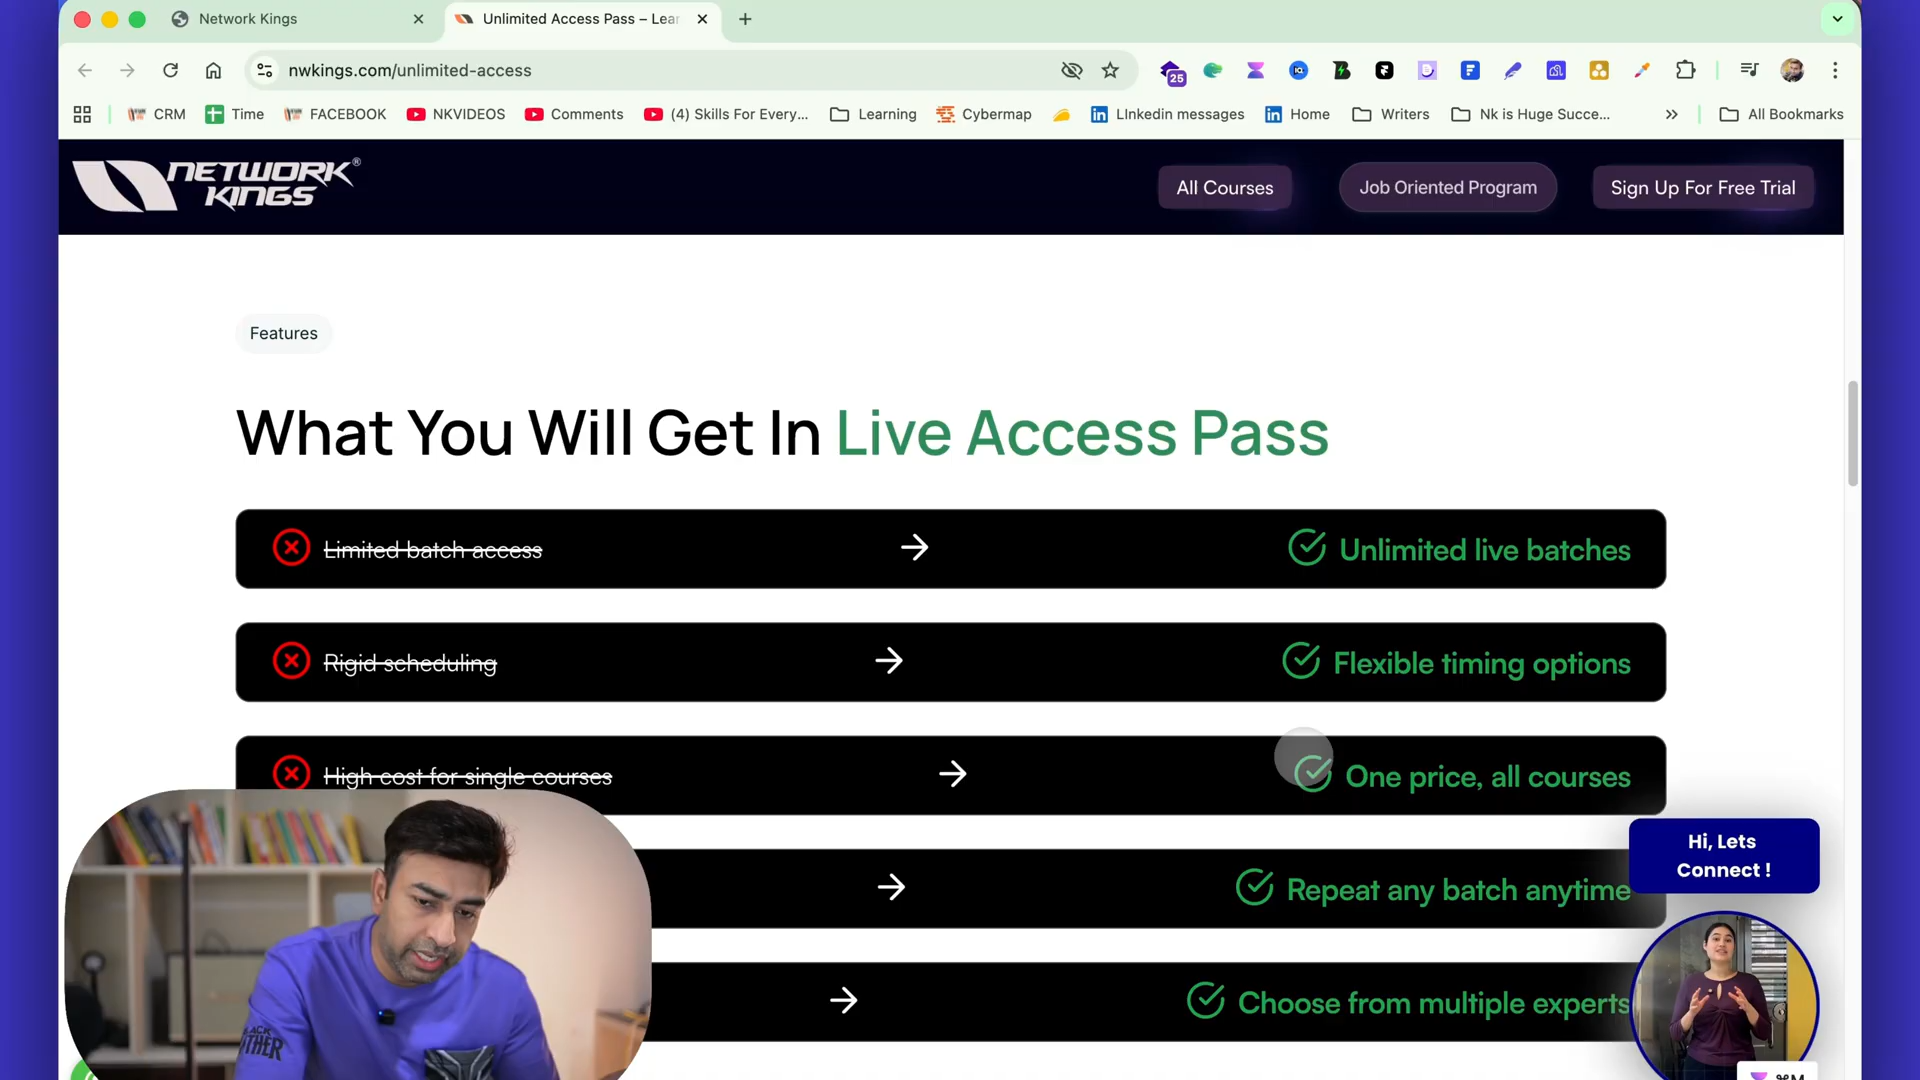 Network Kings
Unlimited Access Pass – Lear
nwkings.com/unlimited-access
25
CRM
Time
FACEBOOK
NKVIDEOS
Comments
(4) Skills For Every...
Learning
Cybermap
LInkedin messages
Home
Writers
Nk is Huge Succe...
All Bookmarks
NETWORK
KINGS
®
All Courses
Job Oriented Program
Sign Up For Free Trial
Features
What You Will Get In Live Access Pass
Limited batch access
Unlimited live batches
Rigid scheduling
Flexible timing options
High cost for single courses
One price, all courses
Repeat any batch anytime
Choose from multiple experts
Hi, Lets
Connect !